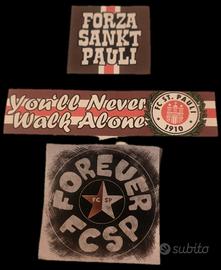 FORZA
SANKT
PAULI
You'll Never
Walk Alone
FC ST. PAULI
1910
FOREVER
FC SP
FCSP
subito